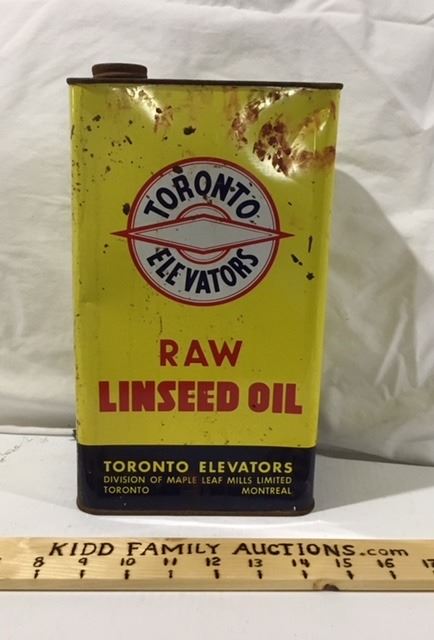 TORONTO
ELEVATORS
RAW
LINSEED OIL
TORONTO ELEVATORS
DIVISION OF MAPLE LEAF MILLS LIMITED
TORONTO MONTREAL
KIDD FAMILY AUCTIONS.com
8 9 10 11 12 13 14 15 16 17